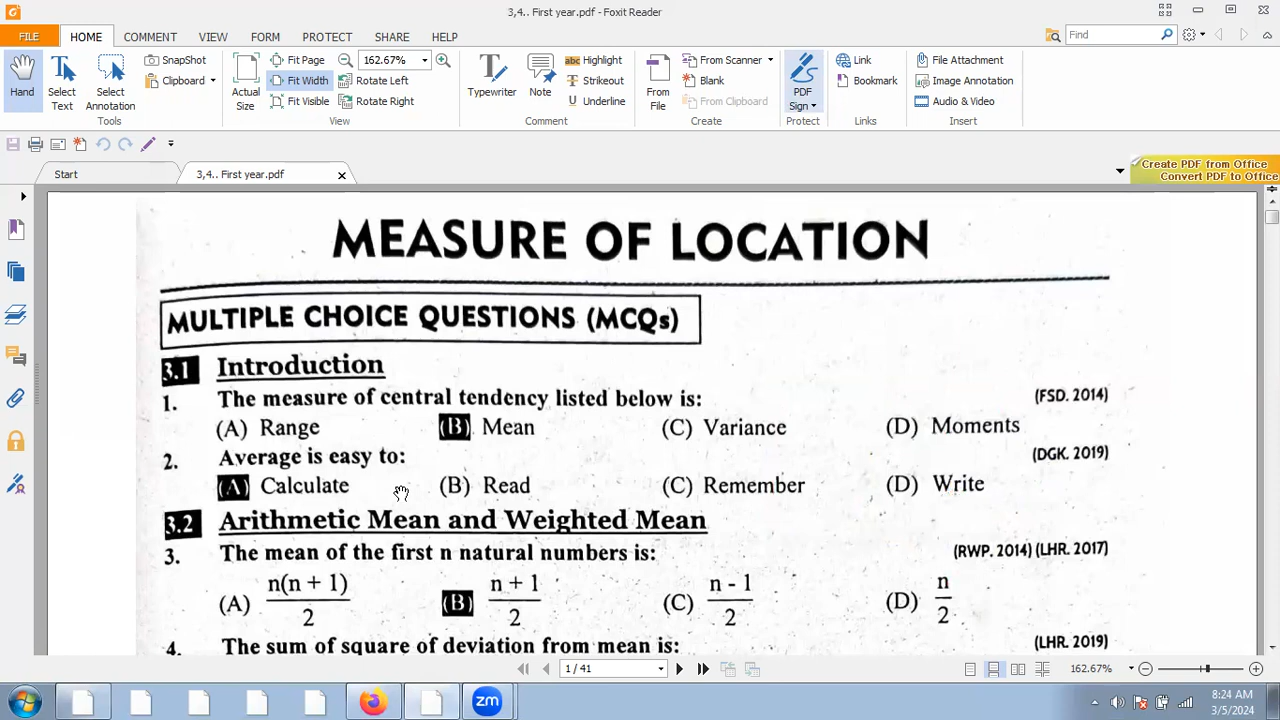 3,4.. First year.pdf - Foxit Reader
FILE HOME COMMENT VIEW FORM PROTECT SHARE HELP Find
Hand
Select Text
Select Annotation
SnapShot
Clipboard
Tools
Actual Size
Fit Page
Fit Width
Fit Visible
162.67%
Rotate Left
Rotate Right
View
Typewriter
Note
Highlight
Strikeout
Underline
Comment
From File
From Scanner
Blank
From Clipboard
Create
PDF Sign
Protect
Link
Bookmark
Links
File Attachment
Image Annotation
Audio & Video
Insert
Start 3,4.. First year.pdf
Create PDF from Office
Convert PDF to Office
MEASURE OF LOCATION
MULTIPLE CHOICE QUESTIONS (MCQs)
3.1 Introduction
1. The measure of central tendency listed below is: (FSD. 2014)
(A) Range (B) Mean (C) Variance (D) Moments
2. Average is easy to: (DGK. 2019)
(A) Calculate (B) Read (C) Remember (D) Write
3.2 Arithmetic Mean and Weighted Mean
3. The mean of the first n natural numbers is: (RWP. 2014) (LHR. 2017)
(A) n(n + 1)/2 (B) n + 1/2 (C) n - 1/2 (D) n/2
4. The sum of square of deviation from mean is: (LHR. 2019)
1 / 41 162.67%
zm
8:24 AM
3/5/2024